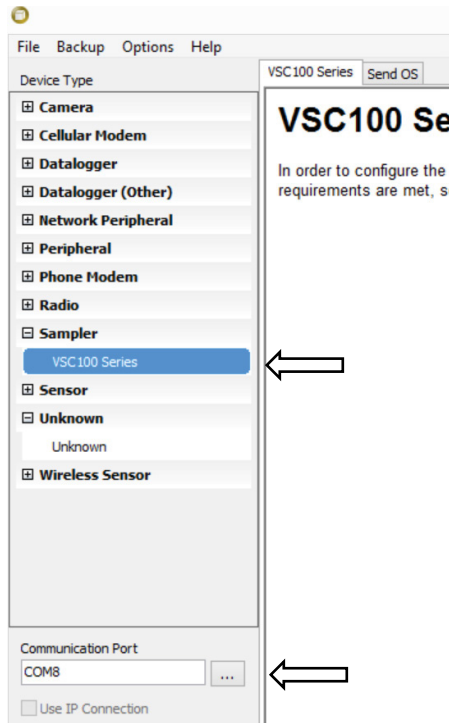 File Backup Options Help
Device Type
Camera
Cellular Modem
Datalogger
Datalogger (Other)
Network Peripheral
Peripheral
Phone Modem
Radio
Sampler
VSC100 Series
Sensor
Unknown
Unknown
Wireless Sensor
Communication Port
COM8
...
Use IP Connection
VSC100 Series Send OS
VSC100 Se
In order to configure the
requirements are met, s